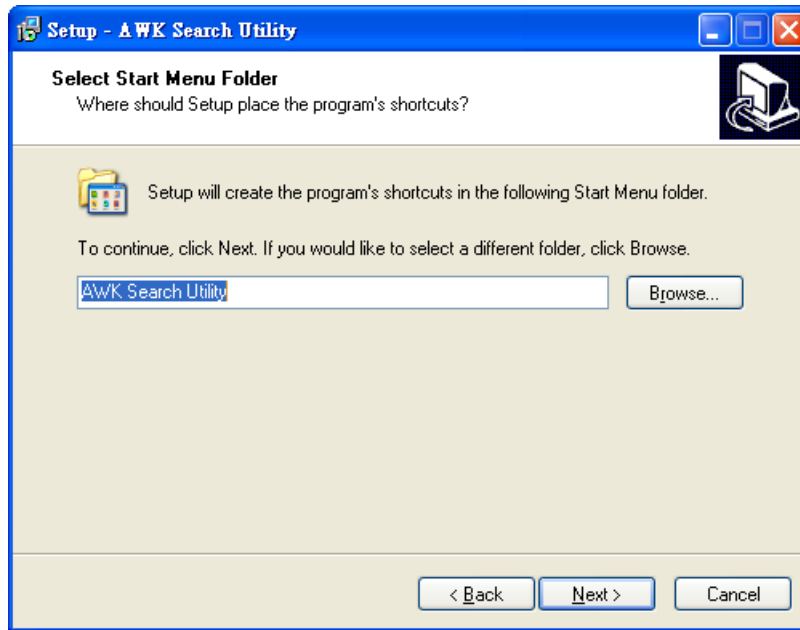 Setup - AWK Search Utility
Select Start Menu Folder
Where should Setup place the program's shortcuts?
Setup will create the program's shortcuts in the following Start Menu folder.
To continue, click Next. If you would like to select a different folder, click Browse.
AWK Search Utility
Browse...
< Back
Next >
Cancel